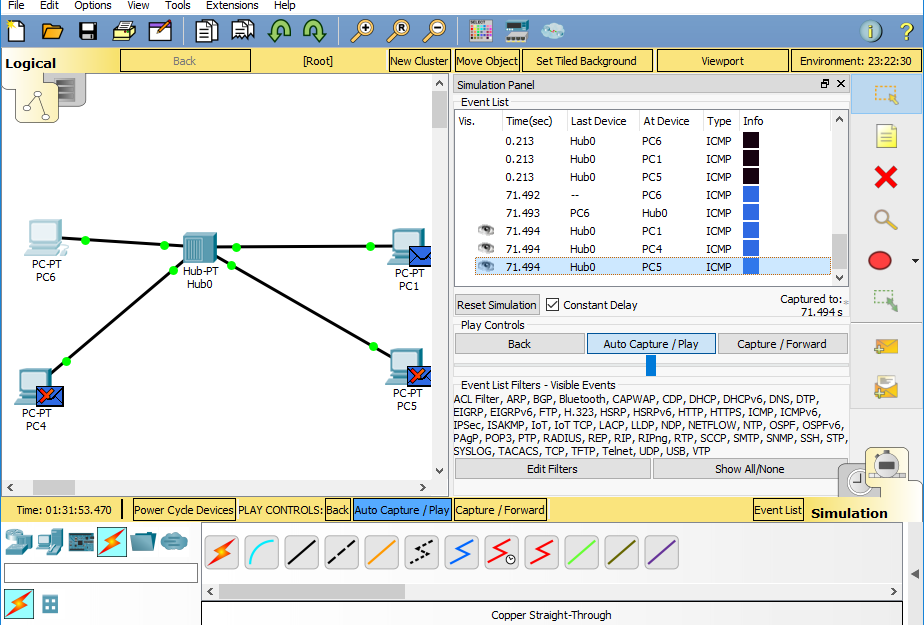 File Edit Options View Tools Extensions Help
Logical
Back
[Root]
New Cluster
Move Object
Set Tiled Background
Viewport
Environment: 23:22:30
PC-PT
PC6
Hub-PT
Hub0
PC-PT
PC1
PC-PT
PC4
PC-PT
PC5
Simulation Panel
Event List
Vis. Time(sec) Last Device At Device Type Info
0.213 Hub0 PC6 ICMP
0.213 Hub0 PC1 ICMP
0.213 Hub0 PC5 ICMP
71.492 -- PC6 ICMP
71.493 PC6 Hub0 ICMP
71.494 Hub0 PC1 ICMP
71.494 Hub0 PC4 ICMP
71.494 Hub0 PC5 ICMP
Reset Simulation
Constant Delay
Captured to:
71.494 s
Play Controls
Back
Auto Capture / Play
Capture / Forward
Event List Filters - Visible Events
ACL Filter, ARP, BGP, Bluetooth, CAPWAP, CDP, DHCP, DHCPv6, DNS, DTP,
EIGRP, EIGRPv6, FTP, H.323, HSRP, HSRPv6, HTTP, HTTPS, ICMP, ICMPv6,
IPSec, ISAKMP, IoT, IoT TCP, LACP, LLDP, NDP, NETFLOW, NTP, OSPF, OSPFv6,
PAgP, POP3, PTP, RADIUS, REP, RIP, RIPng, RTP, SCCP, SMTP, SNMP, SSH, STP,
SYSLOG, TACACS, TCP, TFTP, Telnet, UDP, USB, VTP
Edit Filters
Show All/None
Time: 01:31:53.470
Power Cycle Devices
PLAY CONTROLS:
Back
Auto Capture / Play
Capture / Forward
Event List
Simulation
Copper Straight-Through